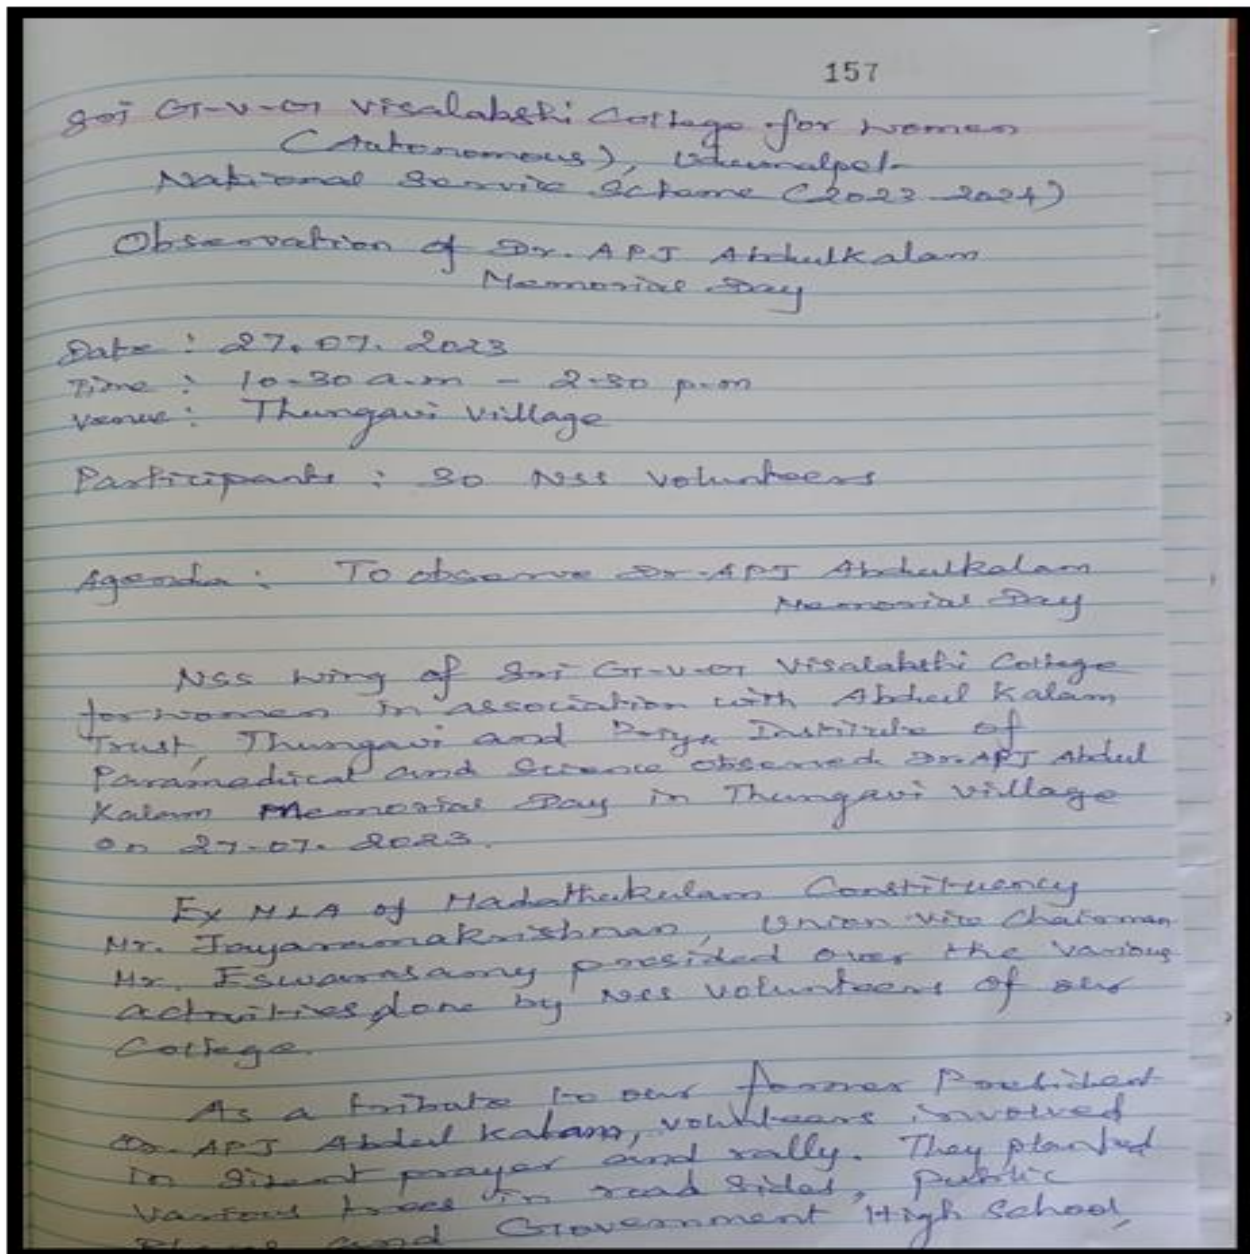 157
Sri G-V-G Visalakshi College for women
(Autonomous), Udumalpet
National Service Scheme (2023-2024)
Observation of Dr. APJ Abdulkalam
Memorial Day
Date : 27.07.2023
Time : 10-30 a.m - 2-30 p.m
Venue : Thungavi Village
Participants : 30 NSS Volunteers
Agenda : To observe Dr. APJ Abdulkalam
Memorial Day
NSS wing of Sri G-V-G Visalakshi College
for women in association with Abdul Kalam
Trust, Thungavi and Priya Institute of
Paramedical and Science observed Dr. APJ Abdul
Kalam Memorial Day in Thungavi Village
on 27-07-2023.
Ex MLA of Madathukulam Constituency
Mr. Jayaramakrishnan, Union Vice Chairman
Mr. Eswarasamy presided over the various
activities done by NSS Volunteers of our
College.
As a tribute to our former President
Dr. APJ Abdul Kalam, volunteers involved
in silent prayer and rally. They planted
various trees in road sides, Public
Places and Government High School,